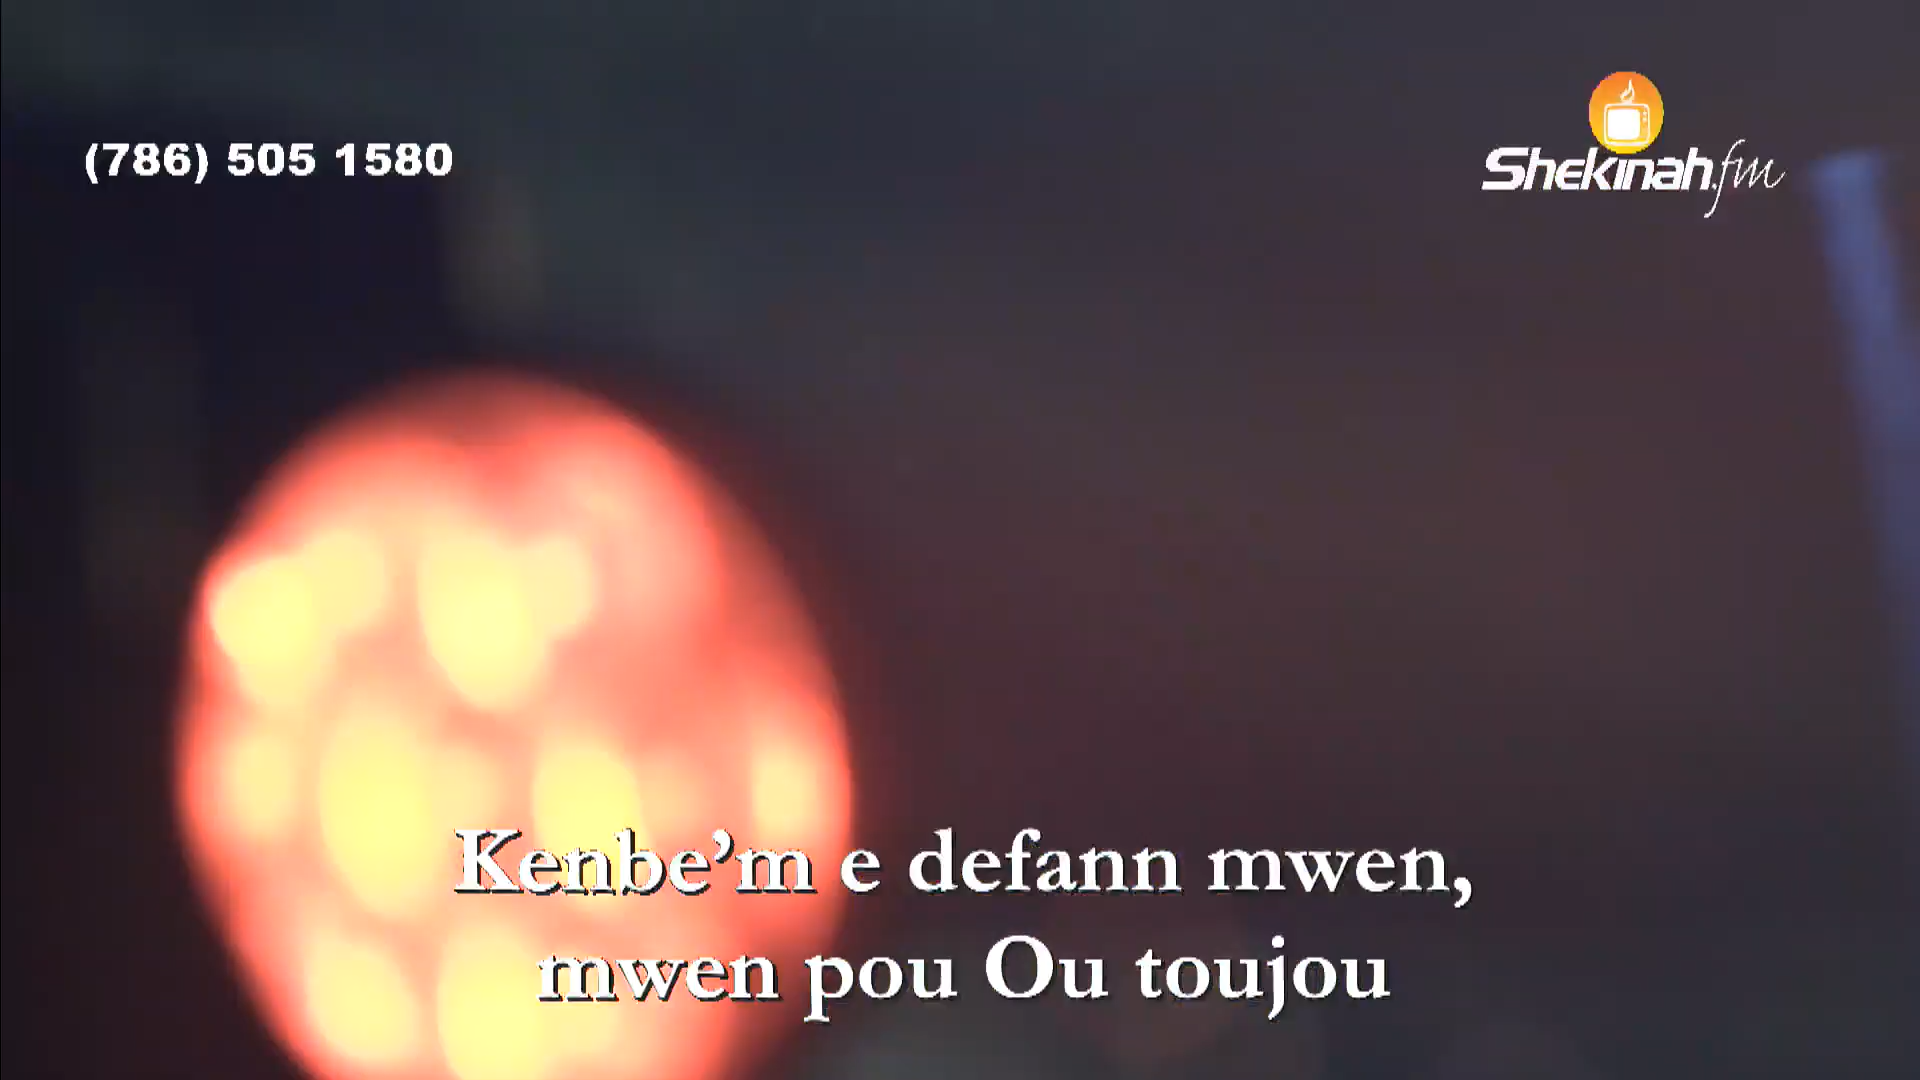 (786) 505 1580
Shekinah.fm
Kenbe’m e defann mwen,
mwen pou Ou toujou